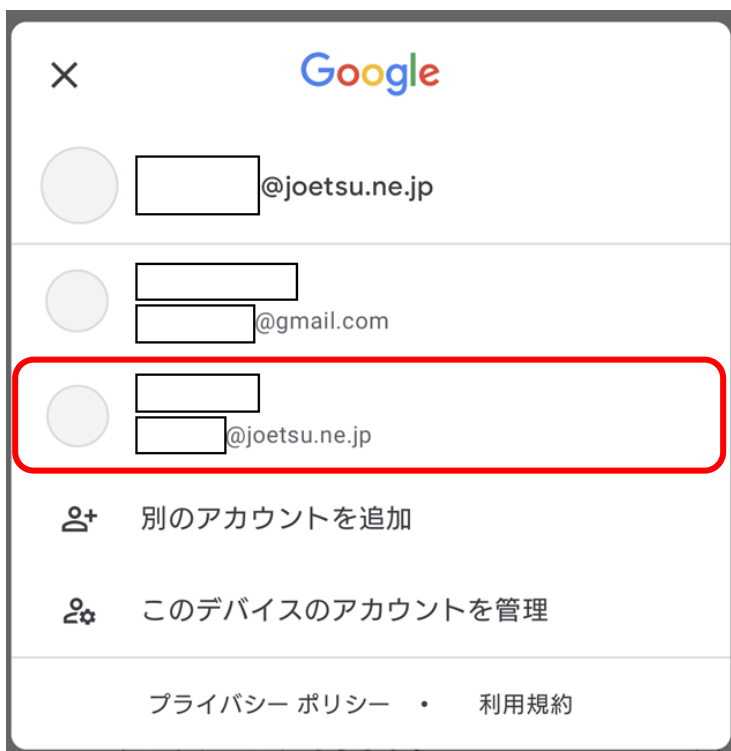 Google
@joetsu.ne.jp
@gmail.com
@joetsu.ne.jp
別のアカウントを追加
このデバイスのアカウントを管理
プライバシー ポリシー ・ 利用規約